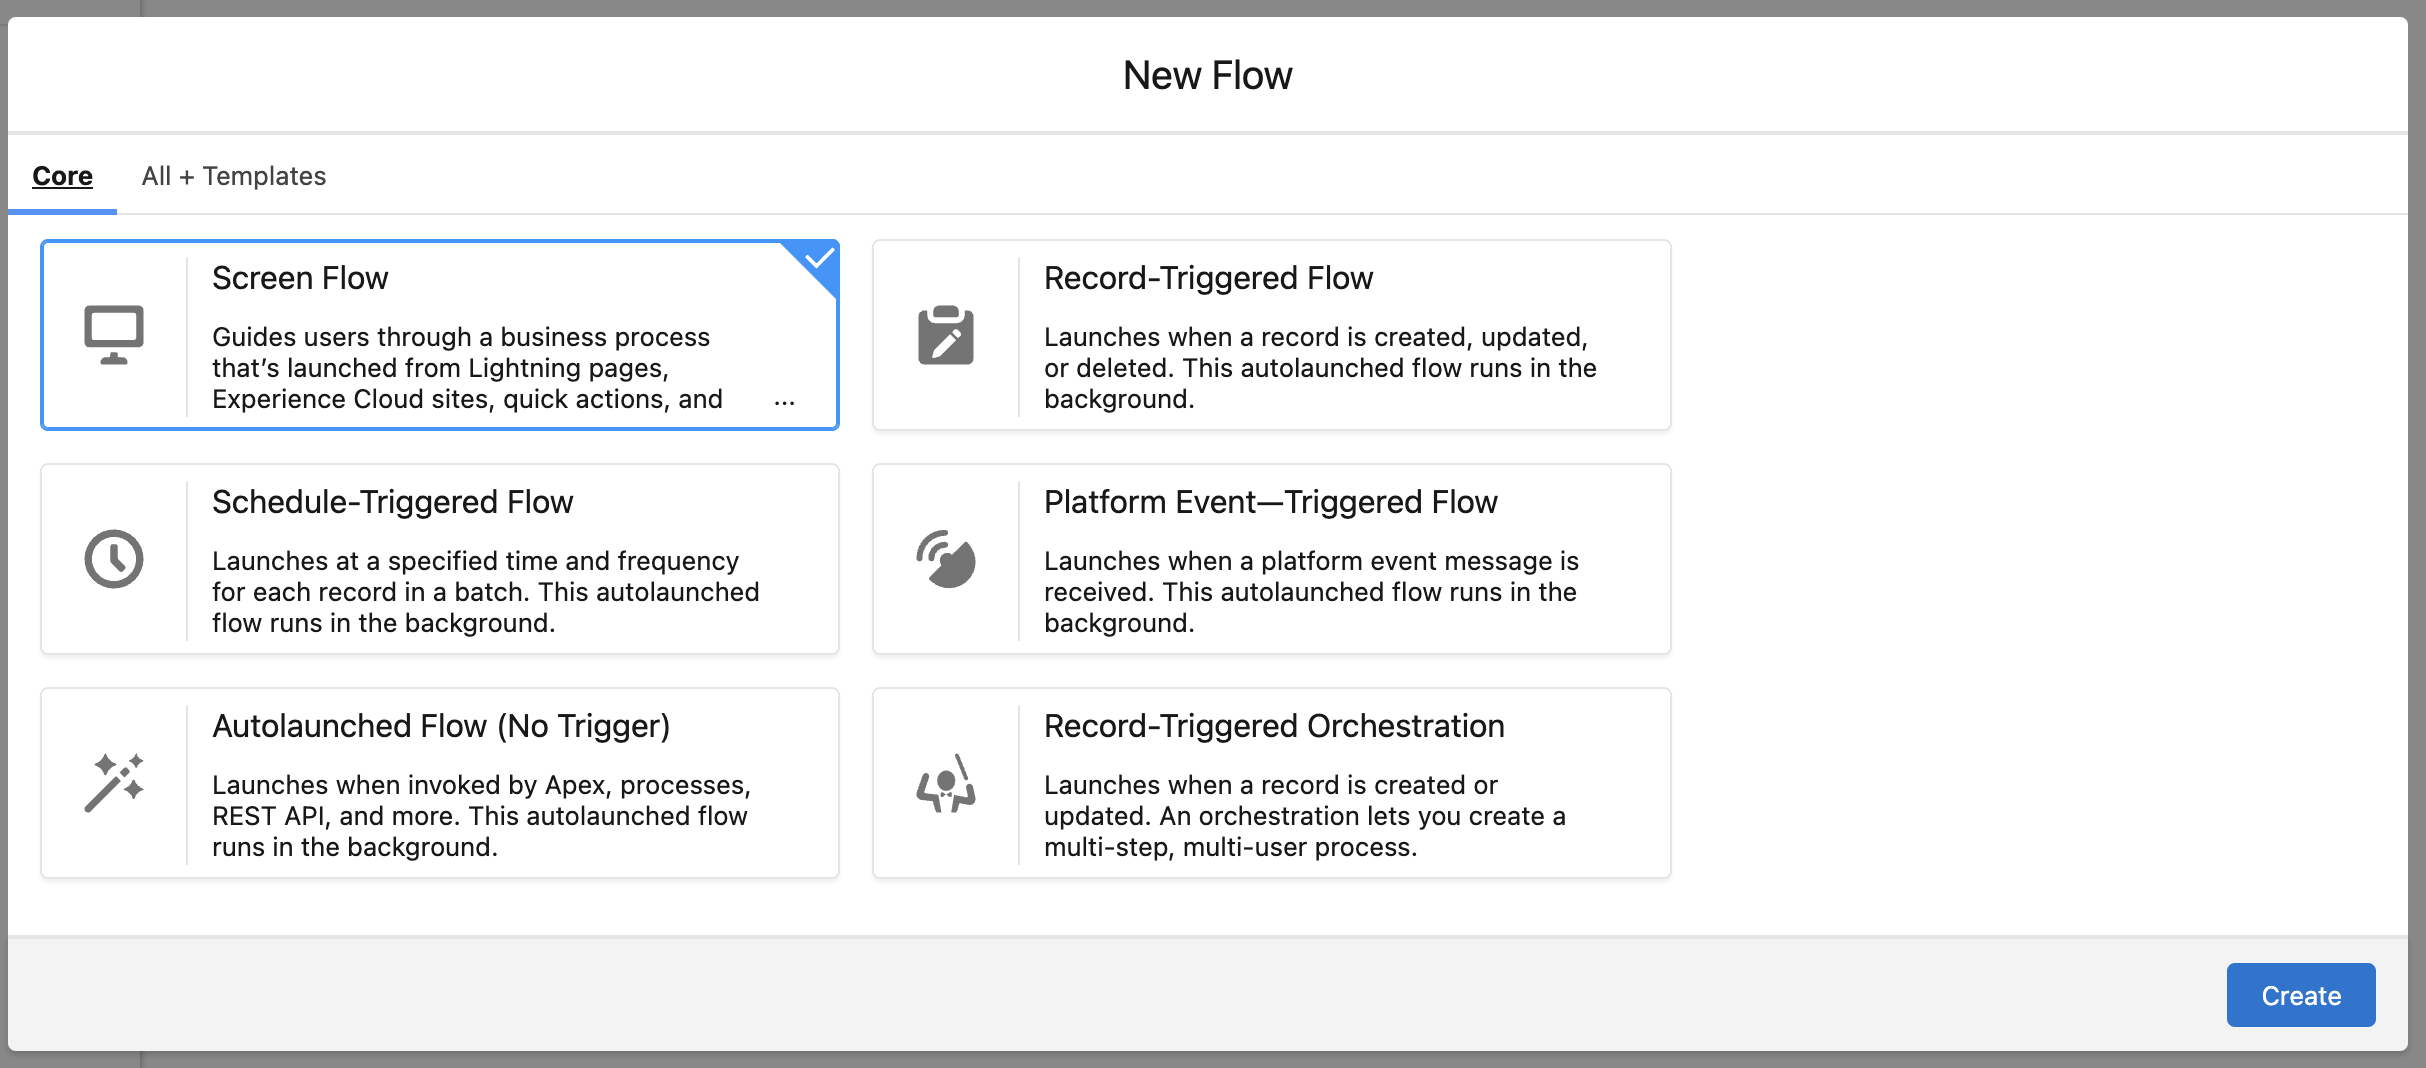 New Flow
Core
All + Templates
Screen Flow
Guides users through a business process
that’s launched from Lightning pages,
Experience Cloud sites, quick actions, and ...
Record-Triggered Flow
Launches when a record is created, updated,
or deleted. This autolaunched flow runs in the
background.
Schedule-Triggered Flow
Launches at a specified time and frequency
for each record in a batch. This autolaunched
flow runs in the background.
Platform Event—Triggered Flow
Launches when a platform event message is
received. This autolaunched flow runs in the
background.
Autolaunched Flow (No Trigger)
Launches when invoked by Apex, processes,
REST API, and more. This autolaunched flow
runs in the background.
Record-Triggered Orchestration
Launches when a record is created or
updated. An orchestration lets you create a
multi-step, multi-user process.
Create